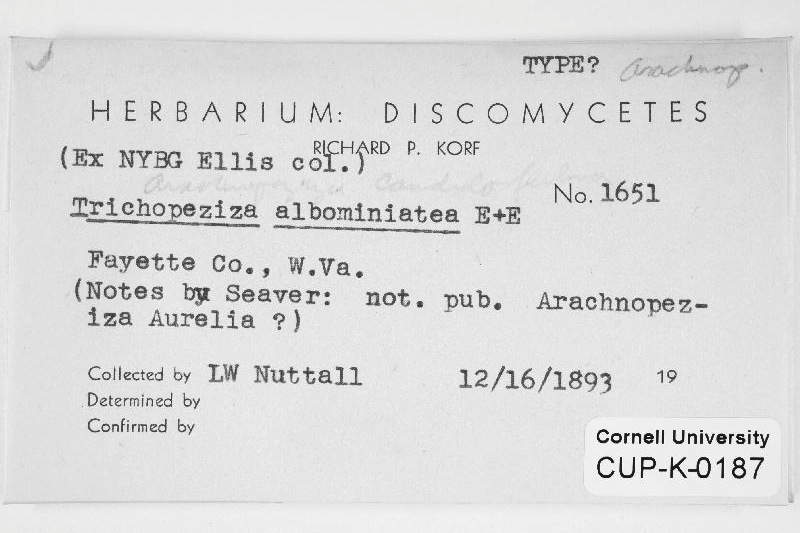 TYPE? Arachnop.
HERBARIUM: DISCOMYCETES
RICHARD P. KORF
(Ex NYBG Ellis col.)
Arachnopeziza candido
No. 1651
Trichopeziza albominiatea E+E
Fayette Co., W.Va.
(Notes by Seaver: not. pub. Arachnopez-
iza Aurelia ?)
Collected by LW Nuttall 12/16/1893 19
Determined by
Confirmed by
Cornell University
CUP-K-0187